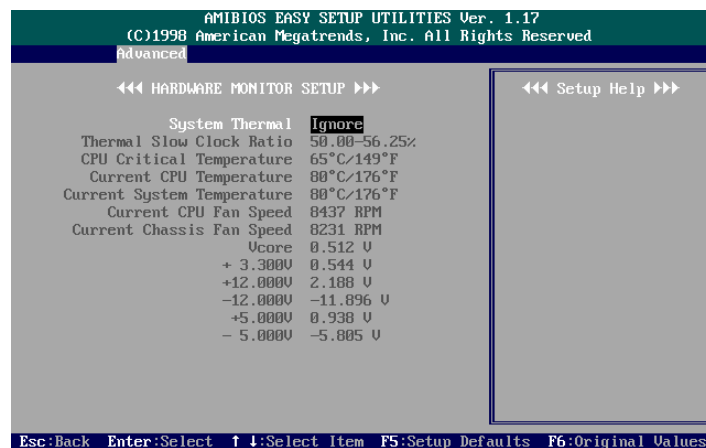 AMIBIOS EASY SETUP UTILITIES Ver. 1.17
(C)1998 American Megatrends, Inc. All Rights Reserved
Advanced
HARDWARE MONITOR SETUP
Setup Help
System Thermal Ignore
Thermal Slow Clock Ratio 50.00-56.25%
CPU Critical Temperature 65°C/149°F
Current CPU Temperature 80°C/176°F
Current System Temperature 80°C/176°F
Current CPU Fan Speed 8437 RPM
Current Chassis Fan Speed 8231 RPM
Vcore 0.512 V
+ 3.300V 0.544 V
+12.000V 2.188 V
-12.000V -11.896 V
+5.000V 0.938 V
- 5.000V -5.805 V
Esc:Back Enter:Select ↑ ↓:Select Item F5:Setup Defaults F6:Original Values